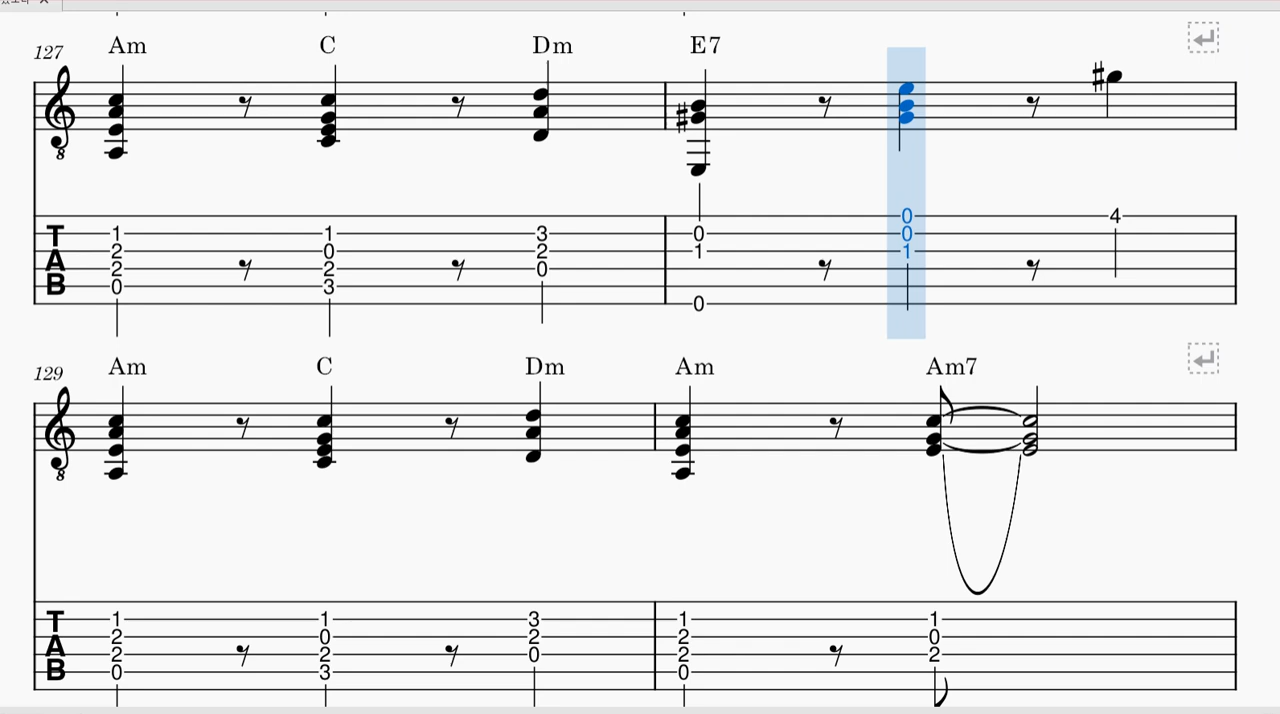 127 Am C Dm E7
8
T 1 1 3 0 0 4
A 2 0 2 1 0
B 2 2 0 1
0 3 0
129 Am C Dm Am Am7
8
T 1 1 3 1 1
A 2 0 2 2 0
B 2 2 0 2 2
0 3 0